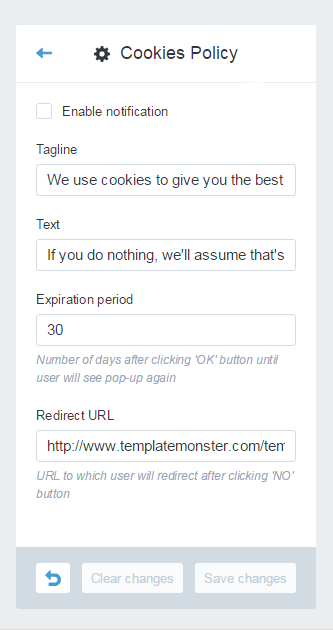 Cookies Policy
Enable notification
Tagline
We use cookies to give you the best
Text
If you do nothing, we'll assume that's
Expiration period
30
Number of days after clicking 'OK' button until
user will see pop-up again
Redirect URL
http://www.templatemonster.com/tem
URL to which user will redirect after clicking 'NO'
button
Clear changes
Save changes